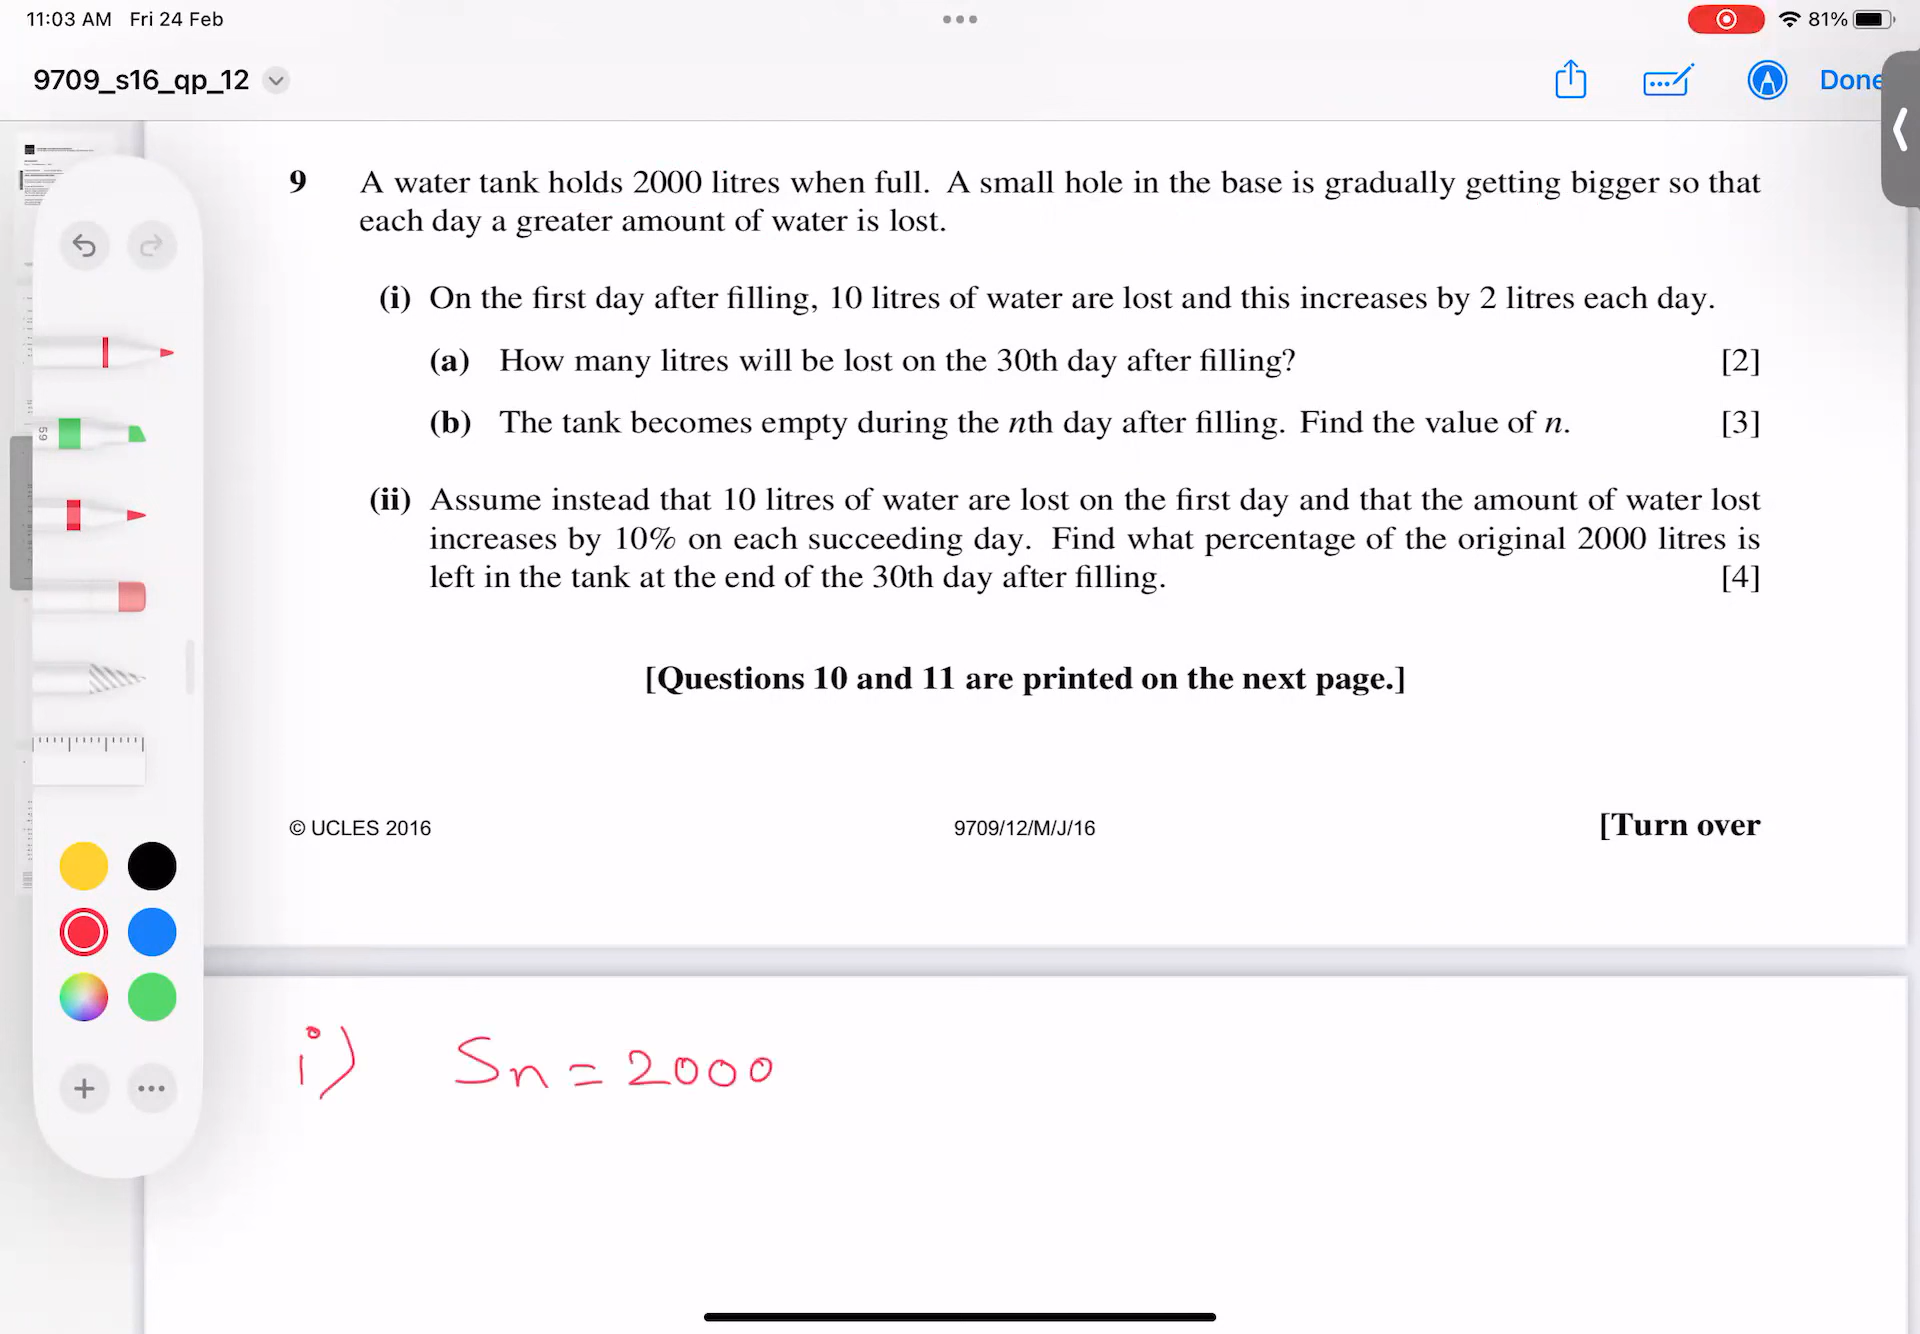 11:03 AM Fri 24 Feb
81%
9709_s16_qp_12
Done
9 A water tank holds 2000 litres when full. A small hole in the base is gradually getting bigger so that
each day a greater amount of water is lost.
(i) On the first day after filling, 10 litres of water are lost and this increases by 2 litres each day.
(a) How many litres will be lost on the 30th day after filling? [2]
(b) The tank becomes empty during the nth day after filling. Find the value of n. [3]
(ii) Assume instead that 10 litres of water are lost on the first day and that the amount of water lost
increases by 10% on each succeeding day. Find what percentage of the original 2000 litres is
left in the tank at the end of the 30th day after filling. [4]
[Questions 10 and 11 are printed on the next page.]
© UCLES 2016 9709/12/M/J/16 [Turn over
i) Sn = 2000
59